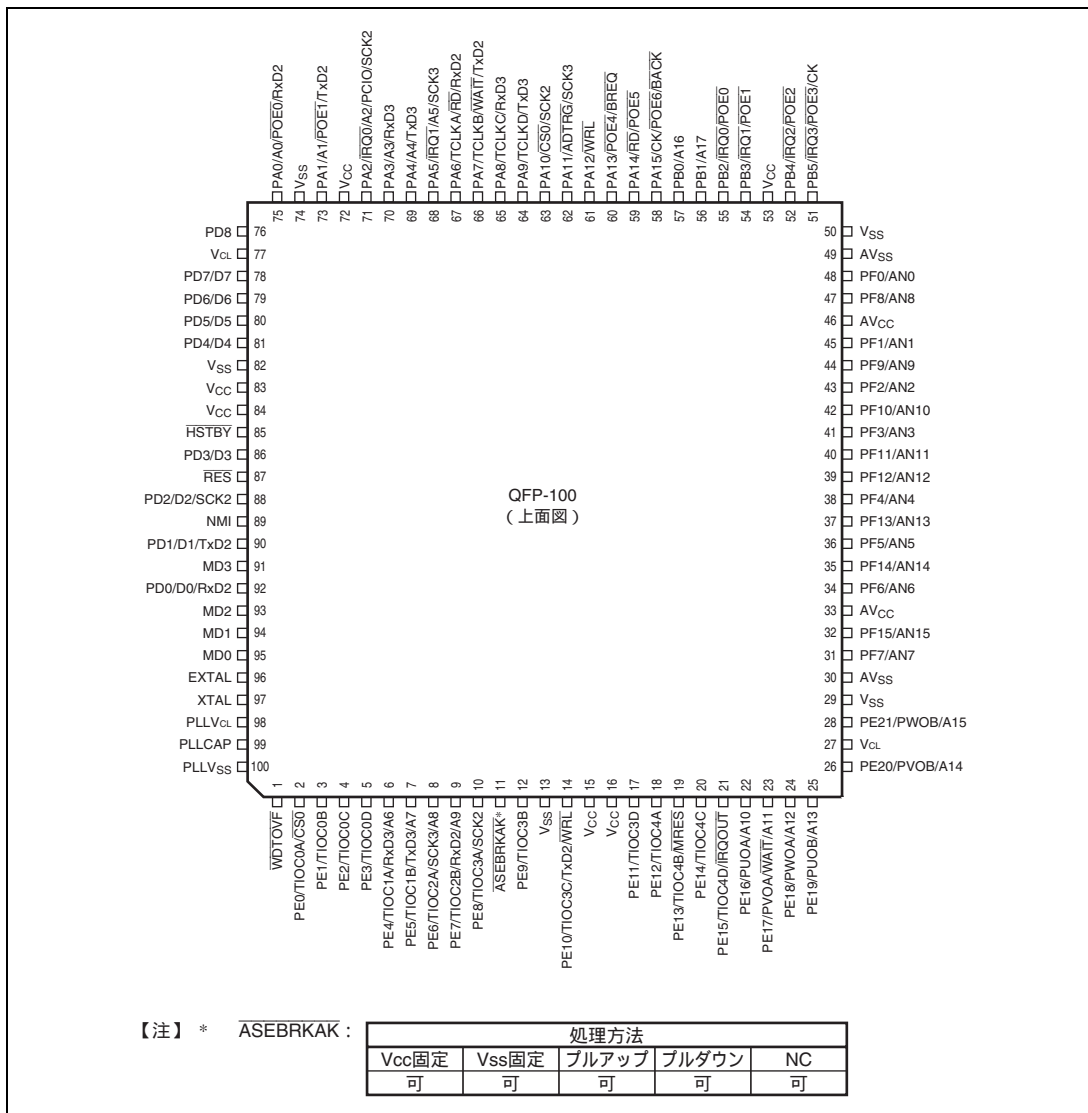 PA0/A0/POE0/RxD2
VSS
PA1/A1/POE1/TxD2
VCC
PA2/IRQ0/A2/PCIO/SCK2
PA3/A3/RxD3
PA4/A4/TxD3
PA5/IRQ1/A5/SCK3
PA6/TCLKA/RD/RxD2
PA7/TCLKB/WAIT/TxD2
PA8/TCLKC/RxD3
PA9/TCLKD/TxD3
PA10/CS0/SCK2
PA11/ADTRG/SCK3
PA12/WRL
PA13/POE4/BREQ
PA14/RD/POE5
PA15/CK/POE6/BACK
PB0/A16
PB1/A17
PB2/IRQ0/POE0
PB3/IRQ1/POE1
VCC
PB4/IRQ2/POE2
PB5/IRQ3/POE3/CK
75 74 73 72 71 70 69 68 67 66 65 64 63 62 61 60 59 58 57 56 55 54 53 52 51
PD8 76
VCL 77
PD7/D7 78
PD6/D6 79
PD5/D5 80
PD4/D4 81
VSS 82
VCC 83
VCC 84
HSTBY 85
PD3/D3 86
RES 87
PD2/D2/SCK2 88
NMI 89
PD1/D1/TxD2 90
MD3 91
PD0/D0/RxD2 92
MD2 93
MD1 94
MD0 95
EXTAL 96
XTAL 97
PLLVCL 98
PLLCAP 99
PLLVSS 100
QFP-100
(上面図)
50 VSS
49 AVSS
48 PF0/AN0
47 PF8/AN8
46 AVCC
45 PF1/AN1
44 PF9/AN9
43 PF2/AN2
42 PF10/AN10
41 PF3/AN3
40 PF11/AN11
39 PF12/AN12
38 PF4/AN4
37 PF13/AN13
36 PF5/AN5
35 PF14/AN14
34 PF6/AN6
33 AVCC
32 PF15/AN15
31 PF7/AN7
30 AVSS
29 VSS
28 PE21/PWOB/A15
27 VCL
26 PE20/PVOB/A14
1 2 3 4 5 6 7 8 9 10 11 12 13 14 15 16 17 18 19 20 21 22 23 24 25
WDTOVF
PE0/TIOC0A/CS0
PE1/TIOC0B
PE2/TIOC0C
PE3/TIOC0D
PE4/TIOC1A/RxD3/A6
PE5/TIOC1B/TxD3/A7
PE6/TIOC2A/SCK3/A8
PE7/TIOC2B/RxD2/A9
PE8/TIOC3A/SCK2
ASEBRKAK*
PE9/TIOC3B
VSS
PE10/TIOC3C/TxD2/WRL
VCC
VCC
PE11/TIOC3D
PE12/TIOC4A
PE13/TIOC4B/MRES
PE14/TIOC4C
PE15/TIOC4D/IRQOUT
PE16/PUOA/A10
PE17/PVOA/WAIT/A11
PE18/PWOA/A12
PE19/PUOB/A13
【注】 * ASEBRKAK :
処理方法
Vcc固定 Vss固定 プルアップ プルダウン NC
可 可 可 可 可